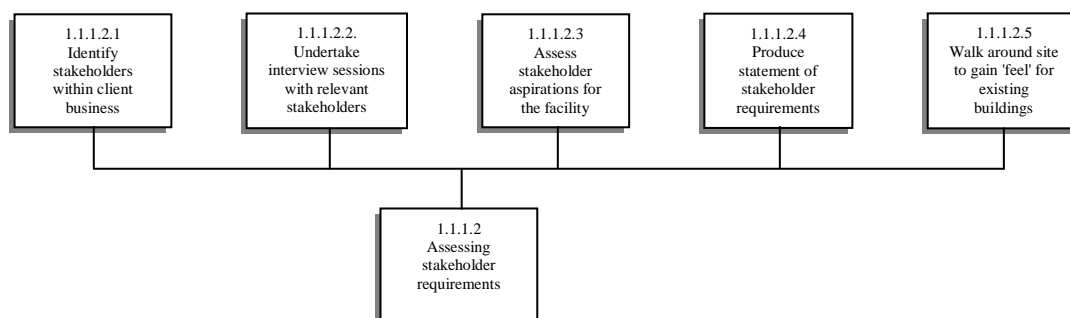 1.1.1.2.1
Identify
stakeholders
within client
business
1.1.1.2.2.
Undertake
interview sessions
with relevant
stakeholders
1.1.1.2.3
Assess
stakeholder
aspirations for
the facility
1.1.1.2.4
Produce
statement of
stakeholder
requirements
1.1.1.2.5
Walk around site
to gain 'feel' for
existing
buildings
1.1.1.2
Assessing
stakeholder
requirements